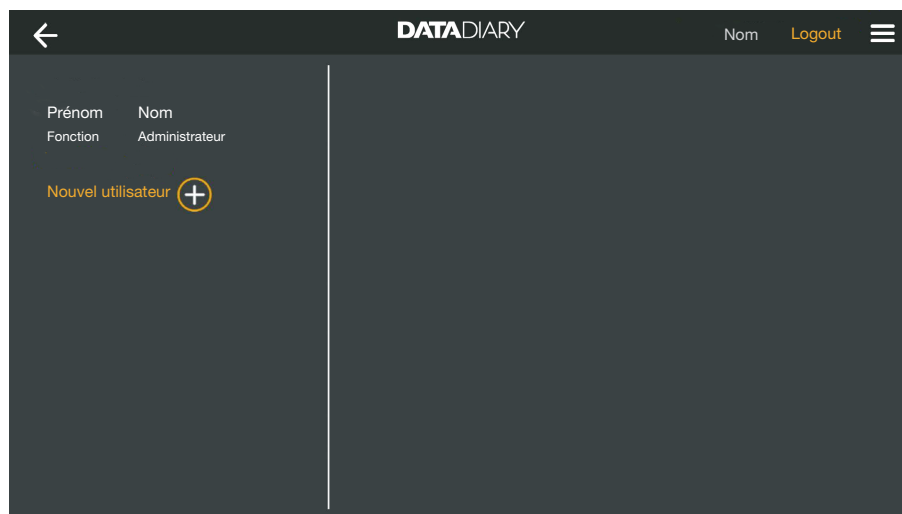 DATADIARY
Nom Logout
Prénom Nom
Fonction Administrateur
Nouvel utilisateur